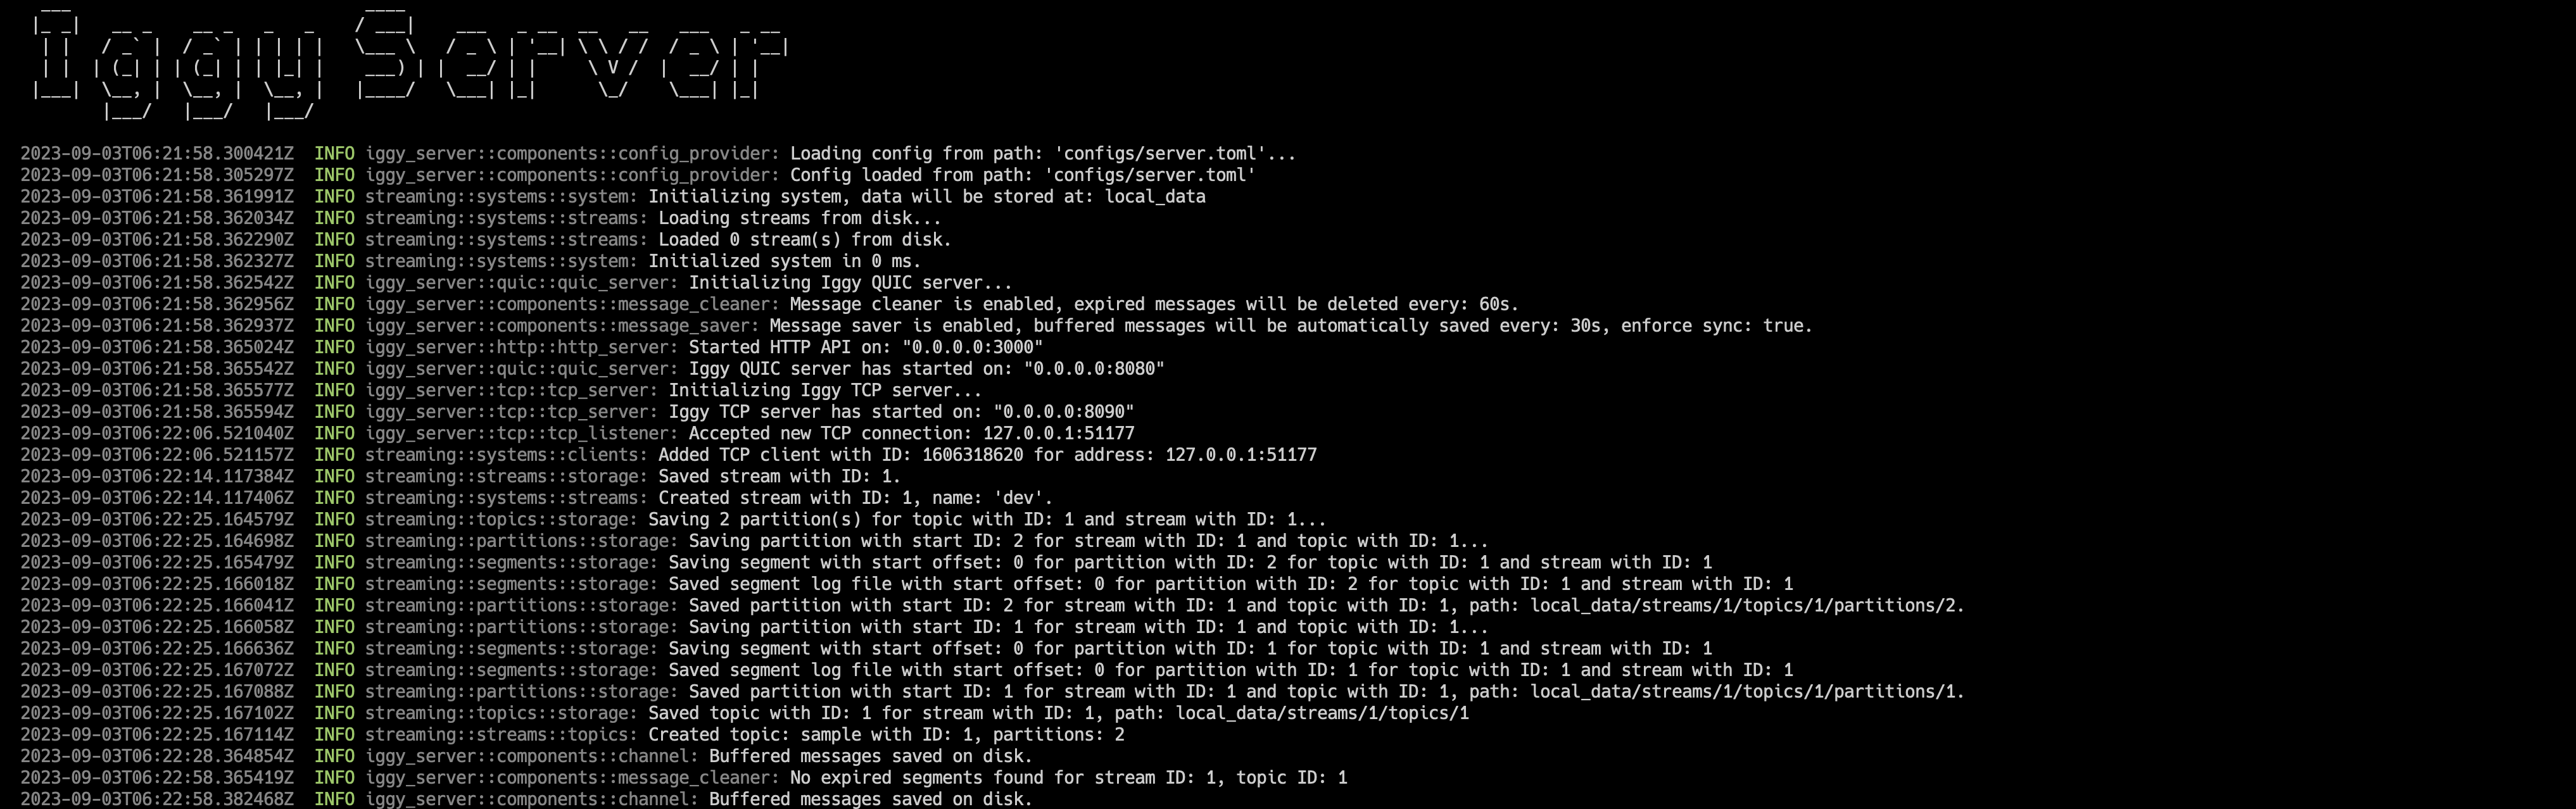 Iggy Server
2023-09-03T06:21:58.300421Z  INFO iggy_server::components::config_provider: Loading config from path: 'configs/server.toml'...
2023-09-03T06:21:58.305297Z  INFO iggy_server::components::config_provider: Config loaded from path: 'configs/server.toml'
2023-09-03T06:21:58.361991Z  INFO streaming::systems::system: Initializing system, data will be stored at: local_data
2023-09-03T06:21:58.362034Z  INFO streaming::systems::streams: Loading streams from disk...
2023-09-03T06:21:58.362290Z  INFO streaming::systems::streams: Loaded 0 stream(s) from disk.
2023-09-03T06:21:58.362327Z  INFO streaming::systems::system: Initialized system in 0 ms.
2023-09-03T06:21:58.362542Z  INFO iggy_server::quic::quic_server: Initializing Iggy QUIC server...
2023-09-03T06:21:58.362956Z  INFO iggy_server::components::message_cleaner: Message cleaner is enabled, expired messages will be deleted every: 60s.
2023-09-03T06:21:58.362937Z  INFO iggy_server::components::message_saver: Message saver is enabled, buffered messages will be automatically saved every: 30s, enforce sync: true.
2023-09-03T06:21:58.365024Z  INFO iggy_server::http::http_server: Started HTTP API on: "0.0.0.0:3000"
2023-09-03T06:21:58.365542Z  INFO iggy_server::quic::quic_server: Iggy QUIC server has started on: "0.0.0.0:8080"
2023-09-03T06:21:58.365577Z  INFO iggy_server::tcp::tcp_server: Initializing Iggy TCP server...
2023-09-03T06:21:58.365594Z  INFO iggy_server::tcp::tcp_server: Iggy TCP server has started on: "0.0.0.0:8090"
2023-09-03T06:22:06.521040Z  INFO iggy_server::tcp::tcp_listener: Accepted new TCP connection: 127.0.0.1:51177
2023-09-03T06:22:06.521157Z  INFO streaming::systems::clients: Added TCP client with ID: 1606318620 for address: 127.0.0.1:51177
2023-09-03T06:22:14.117384Z  INFO streaming::streams::storage: Saved stream with ID: 1.
2023-09-03T06:22:14.117406Z  INFO streaming::systems::streams: Created stream with ID: 1, name: 'dev'.
2023-09-03T06:22:25.164579Z  INFO streaming::topics::storage: Saving 2 partition(s) for topic with ID: 1 and stream with ID: 1...
2023-09-03T06:22:25.164698Z  INFO streaming::partitions::storage: Saving partition with start ID: 2 for stream with ID: 1 and topic with ID: 1...
2023-09-03T06:22:25.165479Z  INFO streaming::segments::storage: Saving segment with start offset: 0 for partition with ID: 2 for topic with ID: 1 and stream with ID: 1
2023-09-03T06:22:25.166018Z  INFO streaming::segments::storage: Saved segment log file with start offset: 0 for partition with ID: 2 for topic with ID: 1 and stream with ID: 1
2023-09-03T06:22:25.166041Z  INFO streaming::partitions::storage: Saved partition with start ID: 2 for stream with ID: 1 and topic with ID: 1, path: local_data/streams/1/topics/1/partitions/2.
2023-09-03T06:22:25.166058Z  INFO streaming::partitions::storage: Saving partition with start ID: 1 for stream with ID: 1 and topic with ID: 1...
2023-09-03T06:22:25.166636Z  INFO streaming::segments::storage: Saving segment with start offset: 0 for partition with ID: 1 for topic with ID: 1 and stream with ID: 1
2023-09-03T06:22:25.167072Z  INFO streaming::segments::storage: Saved segment log file with start offset: 0 for partition with ID: 1 for topic with ID: 1 and stream with ID: 1
2023-09-03T06:22:25.167088Z  INFO streaming::partitions::storage: Saved partition with start ID: 1 for stream with ID: 1 and topic with ID: 1, path: local_data/streams/1/topics/1/partitions/1.
2023-09-03T06:22:25.167102Z  INFO streaming::topics::storage: Saved topic with ID: 1 for stream with ID: 1, path: local_data/streams/1/topics/1
2023-09-03T06:22:25.167114Z  INFO streaming::streams::topics: Created topic: sample with ID: 1, partitions: 2
2023-09-03T06:22:28.364854Z  INFO iggy_server::components::channel: Buffered messages saved on disk.
2023-09-03T06:22:58.365419Z  INFO iggy_server::components::message_cleaner: No expired segments found for stream ID: 1, topic ID: 1
2023-09-03T06:22:58.382468Z  INFO iggy_server::components::channel: Buffered messages saved on disk.